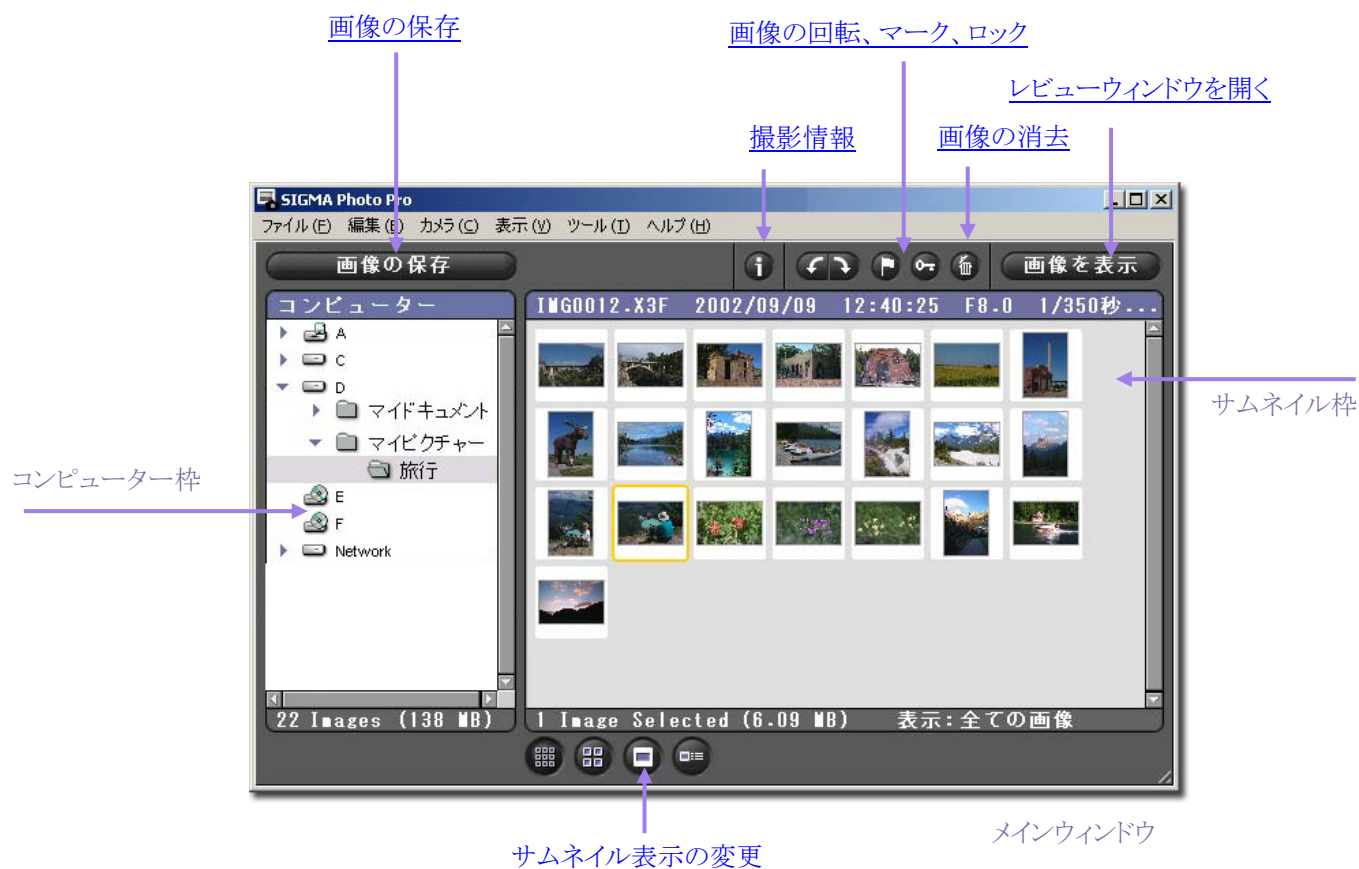 画像の保存
画像の回転、マーク、ロック
レビューウィンドウを開く
撮影情報
画像の消去
SIGMA Photo Pro
ファイル(F) 編集(E) カメラ(C) 表示(V) ツール(T) ヘルプ(H)
画像の保存
画像を表示
コンピューター
IMG0012.X3F 2002/09/09 12:40:25 F8.0 1/350秒...
A
C
D
マイドキュメント
マイピクチャー
旅行
E
F
Network
サムネイル枠
コンピューター枠
22 Images (138 MB)
1 Image Selected (6.09 MB) 表示:全ての画像
メインウィンドウ
サムネイル表示の変更